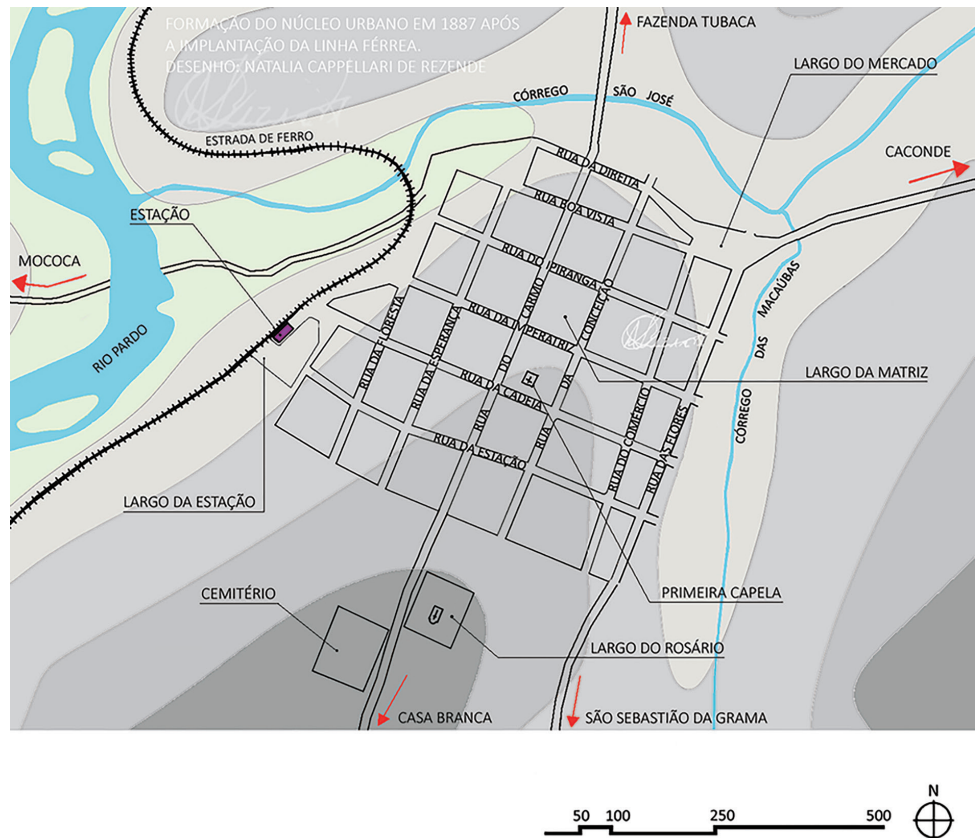 FORMAÇÃO DO NÚCLEO URBANO EM 1887 APÓS
A IMPLANTAÇÃO DA LINHA FÉRREA.
DESENHO: NATALIA CAPPELLARI DE REZENDE
FAZENDA TUBACA
LARGO DO MERCADO
CÓRREGO SÃO JOSÉ
ESTRADA DE FERRO
CACONDE
RUA DA DIREITA
RUA BOA VISTA
ESTAÇÃO
MOCOCA
RUA DO IPIRANGA
CÓRREGO DAS MACAÚBAS
RIO PARDO
RUA DA FLORESTA
RUA DA ESPERANÇA
RUA DO CARMO
RUA DA CONCEIÇÃO
RUA DA IMPERATRIZ
LARGO DA MATRIZ
RUA DA CADEIA
RUA DO COMÉRCIO
RUA DAS FLORES
RUA DA ESTAÇÃO
LARGO DA ESTAÇÃO
CEMITÉRIO
PRIMEIRA CAPELA
LARGO DO ROSÁRIO
CASA BRANCA
SÃO SEBASTIÃO DA GRAMA
50 100 250 500
N